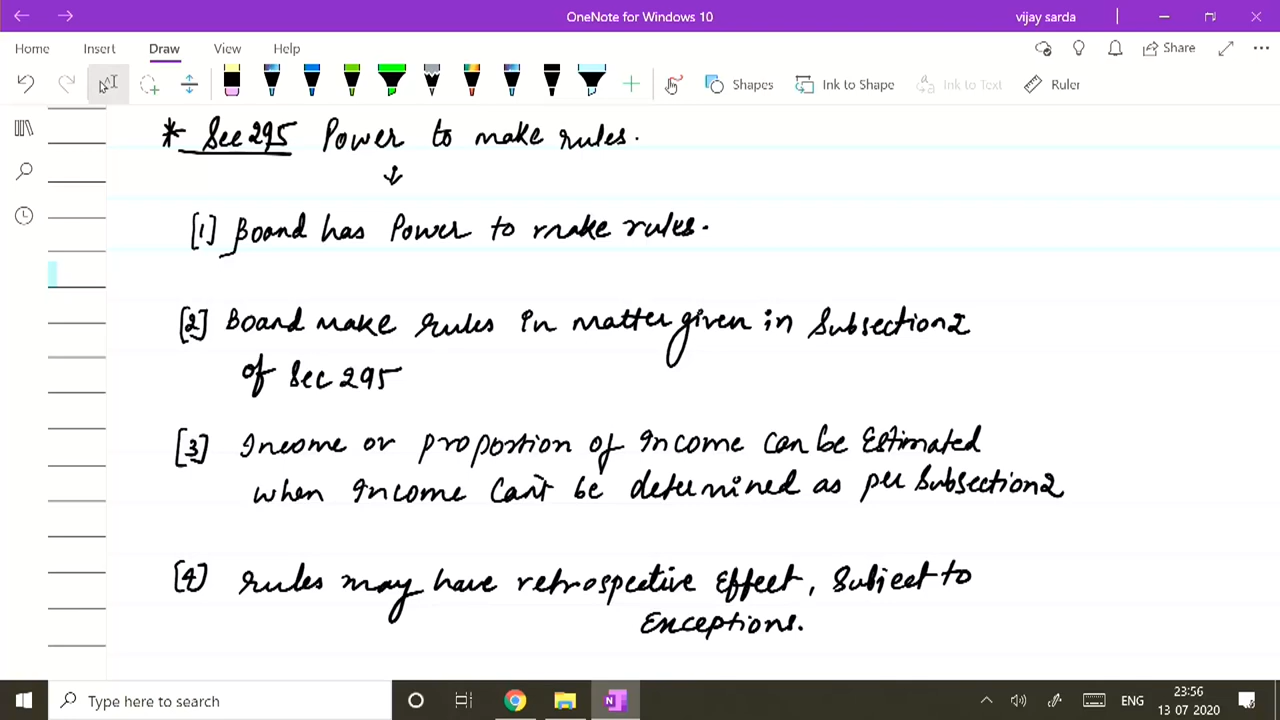 OneNote for Windows 10
vijay sarda
Home Insert Draw View Help
Share
Shapes
Ink to Shape
Ink to Text
Ruler
* Sec 295 Power to make rules.
[1] Board has Power to make rules.
[2] Board make rules in matter given in Subsection 2
of Sec 295
[3] Income or proportion of Income can be Estimated
when Income can't be determined as per Subsection 2
[4] rules may have retrospective Effect, Subject to
Exceptions.
Type here to search
ENG
23:56
13-07-2020